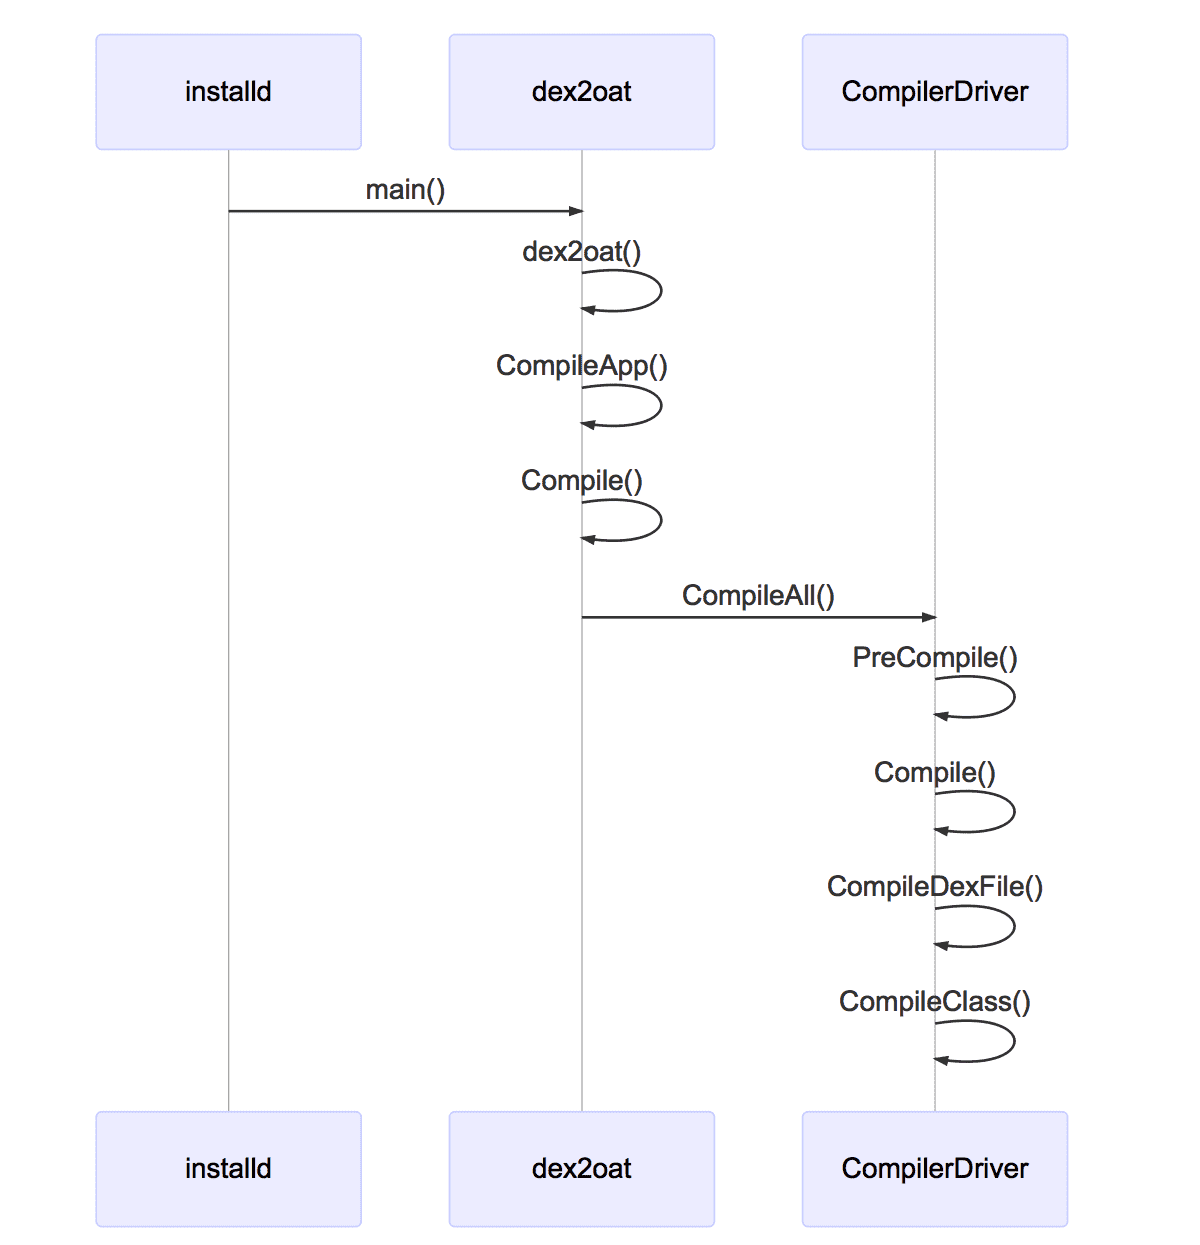 installd
dex2oat
CompilerDriver
main()
dex2oat()
CompileApp()
Compile()
CompileAll()
PreCompile()
Compile()
CompileDexFile()
CompileClass()
installd
dex2oat
CompilerDriver